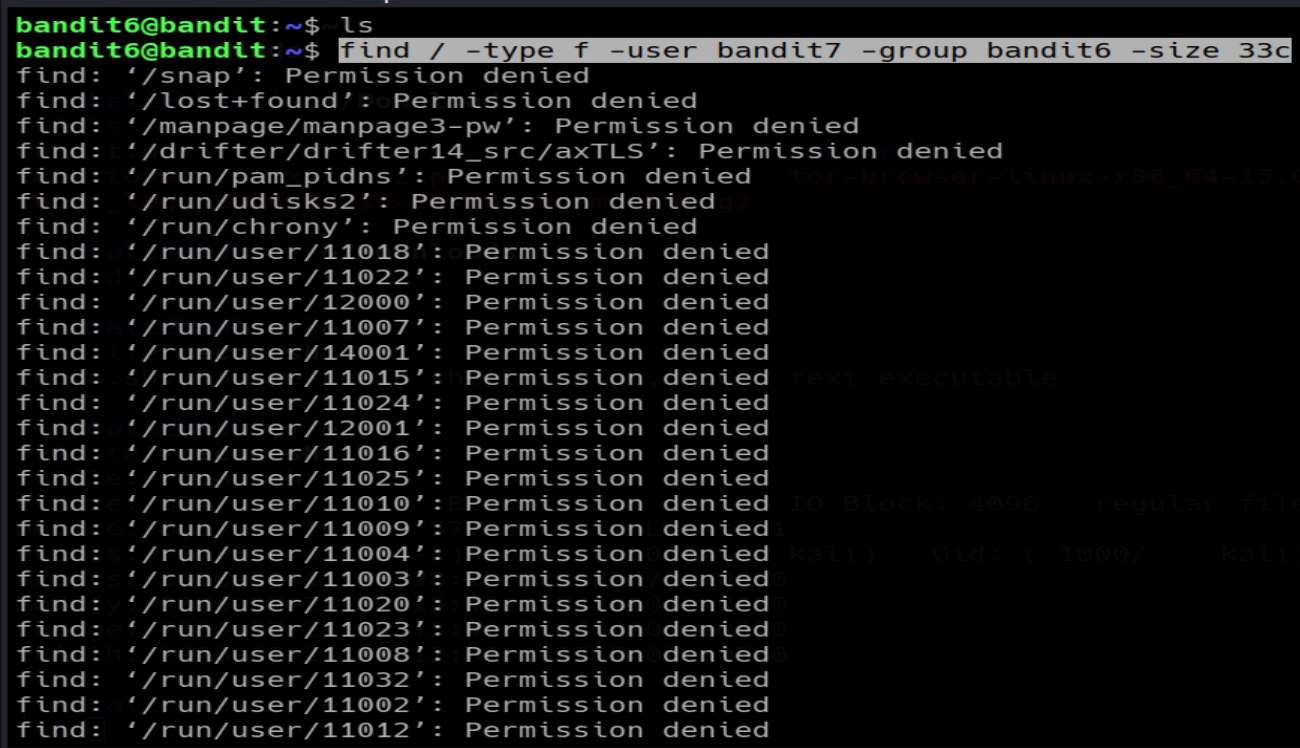 bandit6@bandit:~$ ls
bandit6@bandit:~$ find / -type f -user bandit7 -group bandit6 -size 33c
find: ‘/snap’: Permission denied
find: ‘/lost+found’: Permission denied
find: ‘/manpage/manpage3-pw’: Permission denied
find: ‘/drifter/drifter14_src/axTLS’: Permission denied
find: ‘/run/pam_pidns’: Permission denied
find: ‘/run/udisks2’: Permission denied
find: ‘/run/chrony’: Permission denied
find: ‘/run/user/11018’: Permission denied
find: ‘/run/user/11022’: Permission denied
find: ‘/run/user/12000’: Permission denied
find: ‘/run/user/11007’: Permission denied
find: ‘/run/user/14001’: Permission denied
find: ‘/run/user/11015’: Permission denied
find: ‘/run/user/11024’: Permission denied
find: ‘/run/user/12001’: Permission denied
find: ‘/run/user/11016’: Permission denied
find: ‘/run/user/11025’: Permission denied
find: ‘/run/user/11010’: Permission denied
find: ‘/run/user/11009’: Permission denied
find: ‘/run/user/11004’: Permission denied
find: ‘/run/user/11003’: Permission denied
find: ‘/run/user/11020’: Permission denied
find: ‘/run/user/11023’: Permission denied
find: ‘/run/user/11008’: Permission denied
find: ‘/run/user/11032’: Permission denied
find: ‘/run/user/11002’: Permission denied
find: ‘/run/user/11012’: Permission denied